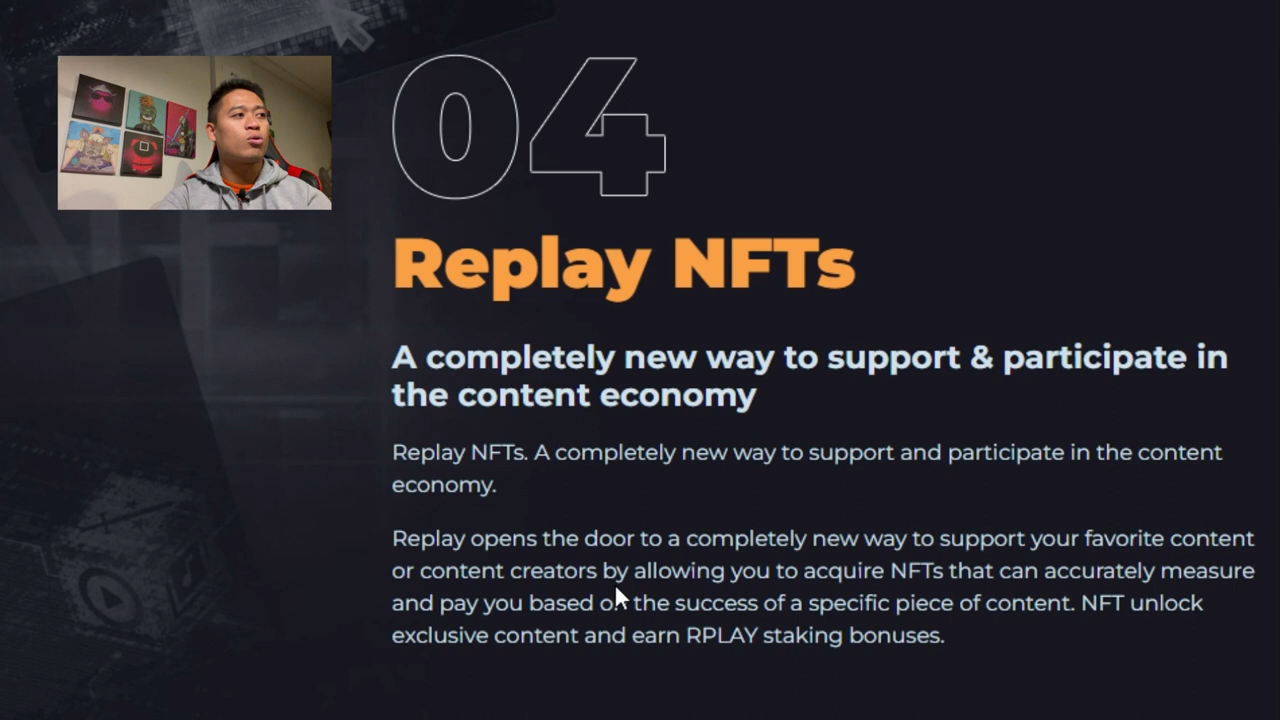 04
Replay NFTs
A completely new way to support & participate in
the content economy
Replay NFTs. A completely new way to support and participate in the content
economy.
Replay opens the door to a completely new way to support your favorite content
or content creators by allowing you to acquire NFTs that can accurately measure
and pay you based on the success of a specific piece of content. NFT unlock
exclusive content and earn RPLAY staking bonuses.